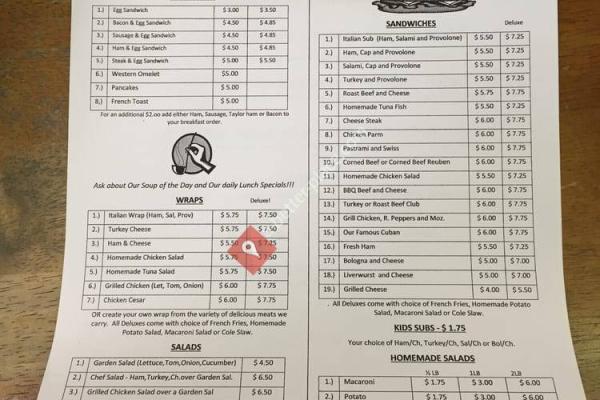 1.) Egg Sandwich $ 3.00 $ 3.50
2.) Bacon & Egg Sandwich $ 4.50 $ 4.85
3.) Sausage & Egg Sandwich $ 4.50 $ 4.85
4.) Ham & Egg Sandwich $ 4.50 $ 4.85
5.) Steak & Egg Sandwich $ 5.00 $ 5.50
6.) Western Omelet $5.00
7.) Pancakes $ 5.00
8,) French Toast $ 5.00
For an additional $2.00 add either Ham, Sausage, Taylor ham or Bacon to
your breakfast order.
Ask about Our Soup of the Day and Our daily Lunch Specials!!!
WRAPS Deluxe!
1.) Italian Wrap (Ham, Sal, Prov) $ 5.75 $ 7.50
2.) Turkey Cheese $ 5.75 $ 7.50
3.) Ham & Cheese $ 5.50 $ 7.25
4.) Homemade Chicken Salad $ 5.75 $ 7.50
5.) Homemade Tuna Salad $ 5.75 $ 7.50
6.) Grilled Chicken (Let, Tom, Onion) $ 6.00 $ 7.75
7.) Chicken Cesar $ 6.00 $ 7.75
OR create your own wrap from the variety of delicious meats we
carry. All Deluxes come with choice of French Fries, Homemade
Potato Salad, Macaroni Salad or Cole Slaw.
SALADS
1.) Garden Salad (Lettuce,Tom,Onion,Cucumber) $ 4.50
2.) Chef Salad - Ham,Turkey,Ch.over Garden Sal. $ 6.50
3.) Grilled Chicken Salad over a Garden Sal $ 6.50
SANDWICHES Deluxe
1.) Italian Sub (Ham, Salami and Provolone) $ 5.50 $ 7.25
2.) Ham, Cap and Provolone $ 5.50 $ 7.25
3.) Salami, Cap and Provolone $ 5.50 $ 7.25
4.) Turkey and Provolone $ 5.50 $ 7.25
5.) Roast Beef and Cheese $ 6.00 $ 7.75
6.) Homemade Tuna Fish $ 5.50 $ 7.25
7.) Cheese Steak $ 6.00 $ 7.75
8.) Chicken Parm $ 6.00 $ 7.75
9.) Pastrami and Swiss $ 6.00 $ 7.75
10.) Corned Beef or Corned Beef Reuben $ 6.00 $ 7.75
11.) Homemade Chicken Salad $ 5.50 $ 7.25
12.) BBQ Beef and Cheese $ 6.00 $ 7.75
13.) Turkey or Roast Beef Club $ 6.00 $ 7.75
14.) Grill Chicken, R. Peppers and Moz. $ 6.00 $ 7.75
15.) Our Famous Cuban $ 6.00 $ 7.75
16.) Fresh Ham $ 5.50 $ 7.25
17.) Bologna and Cheese $ 5.00 $ 7.00
18.) Liverwurst and Cheese $ 5.00 $ 7.00
19.) Grilled Cheese $ 4.00 $ 5.50
. All Deluxes come with choice of French Fries, Homemade Potato
Salad, Macaroni Salad or Cole Slaw.
KIDS SUBS - $ 1.75
Your choice of Ham/Ch, Turkey/Ch, Sal/Ch or Bol/Ch.
HOMEMADE SALADS
½ LB 1LB 2LB
1.) Macaroni $ 1.75 $ 3.00 $ 6.00
2.) Potato $ 1.75 $ 3.00 $ 6.00